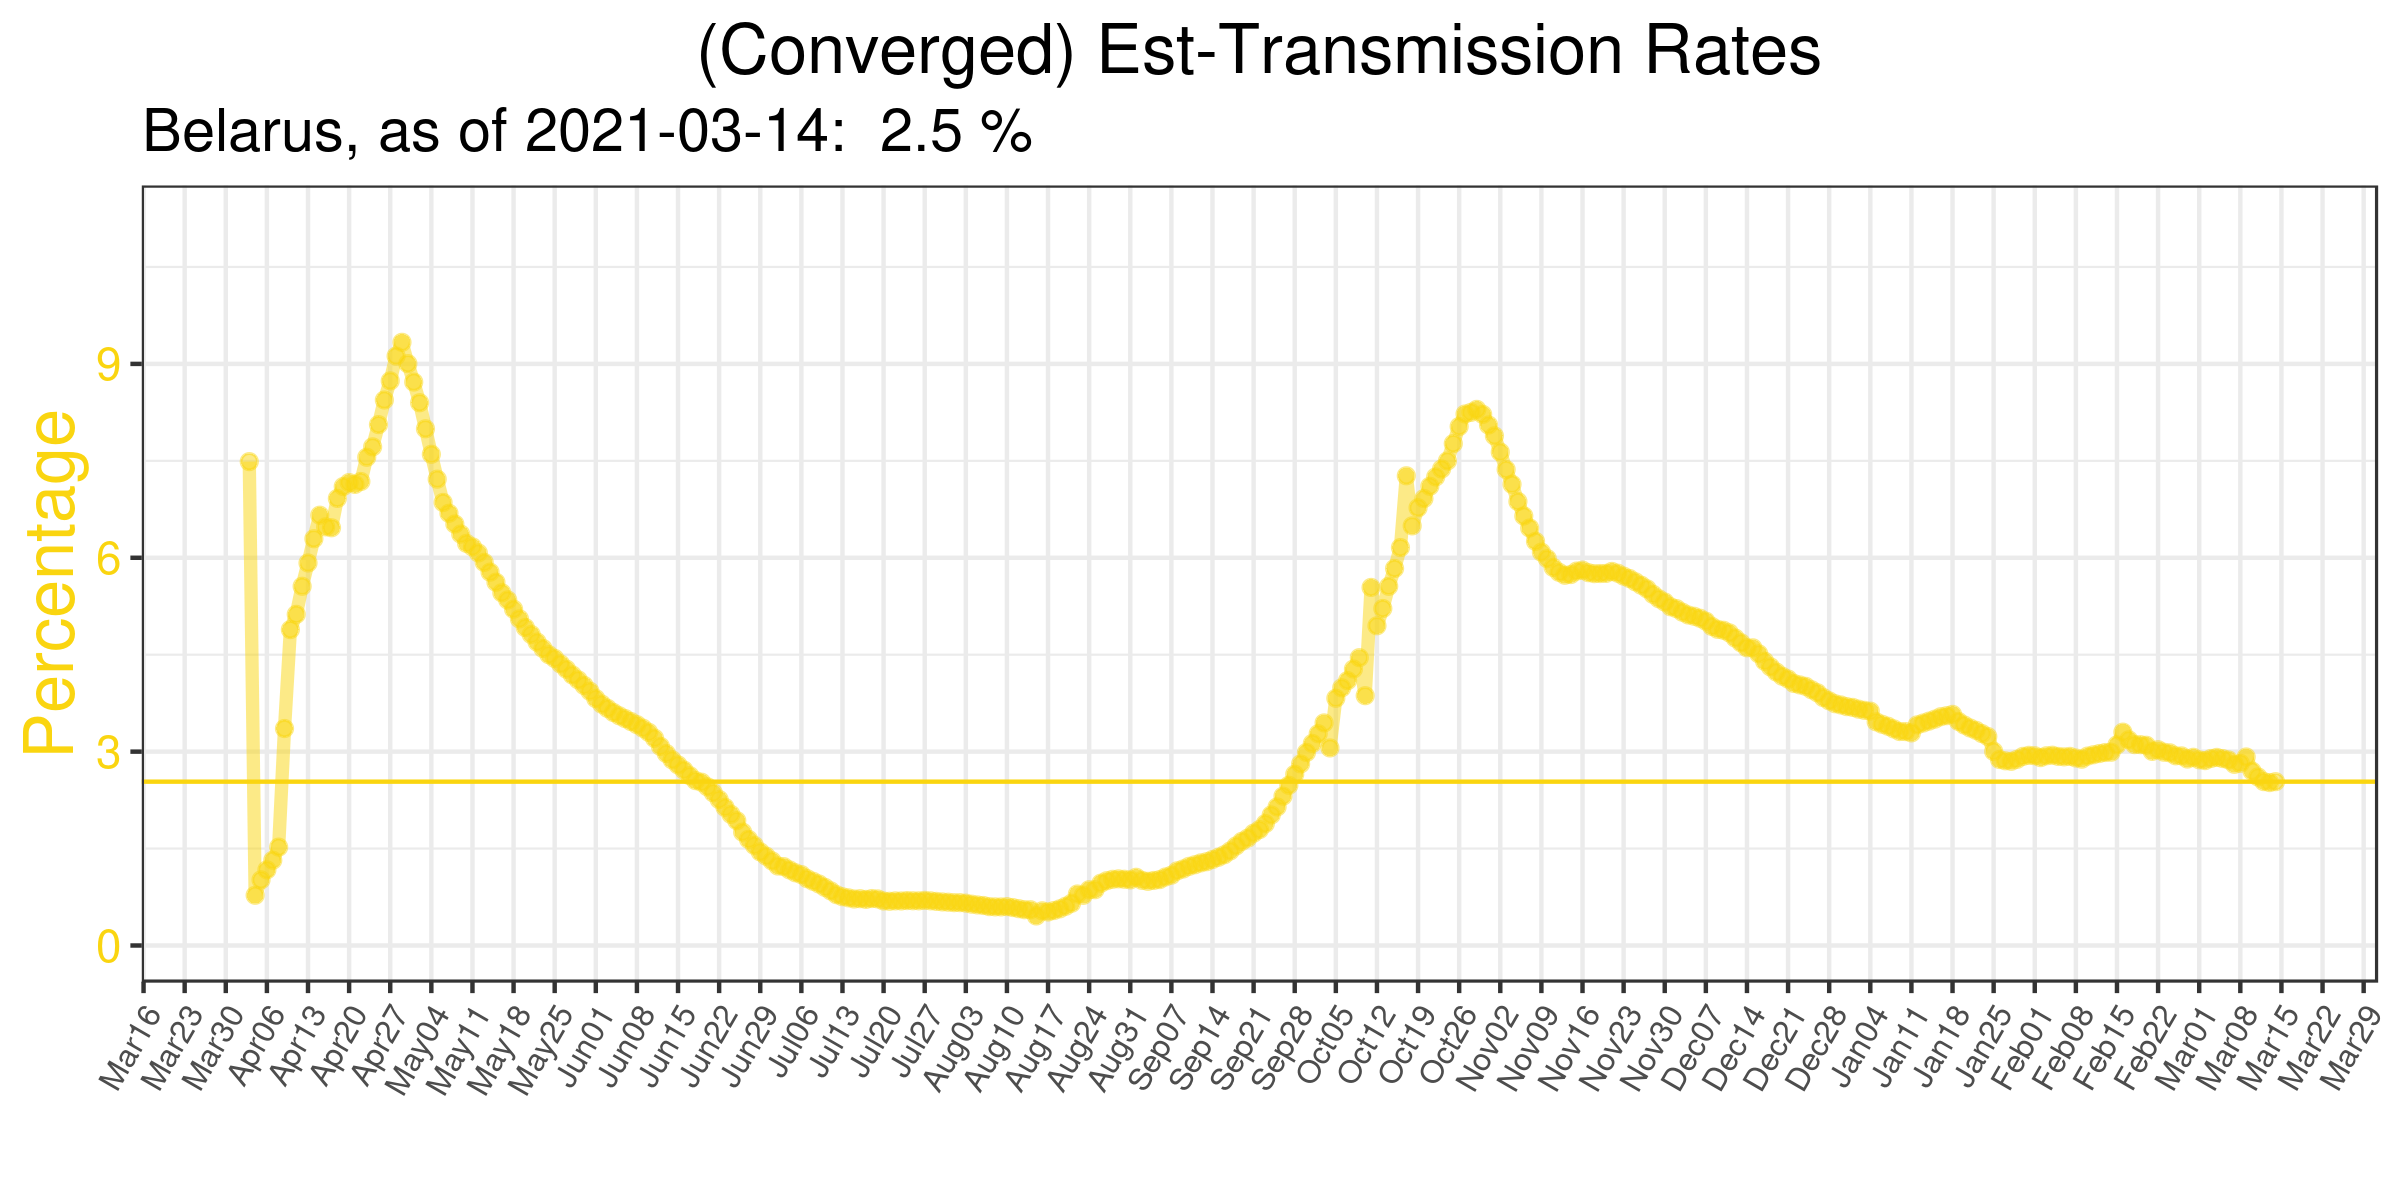 (Converged) Est-Transmission Rates
Belarus, as of 2021-03-14:  2.5 %
Percentage
9
6
3
0
Mar16
Mar23
Mar30
Apr06
Apr13
Apr20
Apr27
May04
May11
May18
May25
Jun01
Jun08
Jun15
Jun22
Jun29
Jul06
Jul13
Jul20
Jul27
Aug03
Aug10
Aug17
Aug24
Aug31
Sep07
Sep14
Sep21
Sep28
Oct05
Oct12
Oct19
Oct26
Nov02
Nov09
Nov16
Nov23
Nov30
Dec07
Dec14
Dec21
Dec28
Jan04
Jan11
Jan18
Jan25
Feb01
Feb08
Feb15
Feb22
Mar01
Mar08
Mar15
Mar22
Mar29